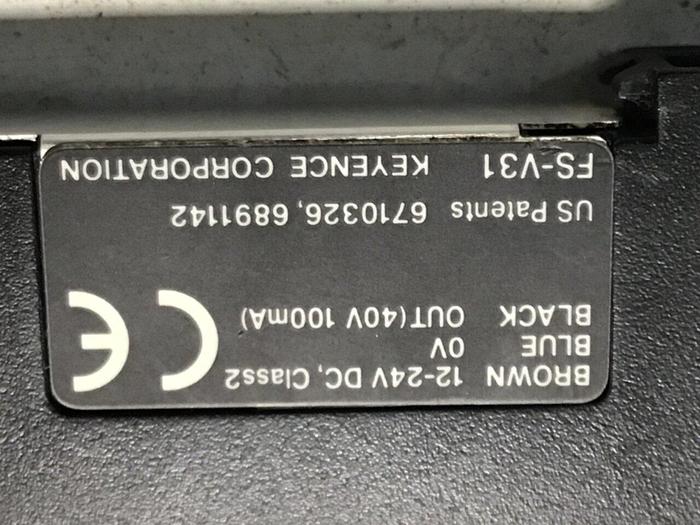 BROWN 12-24V DC, Class2
BLUE 0V
BLACK OUT(40V 100mA)
CE
US Patents 6710326, 6891142
FS-V31 KEYENCE CORPORATION